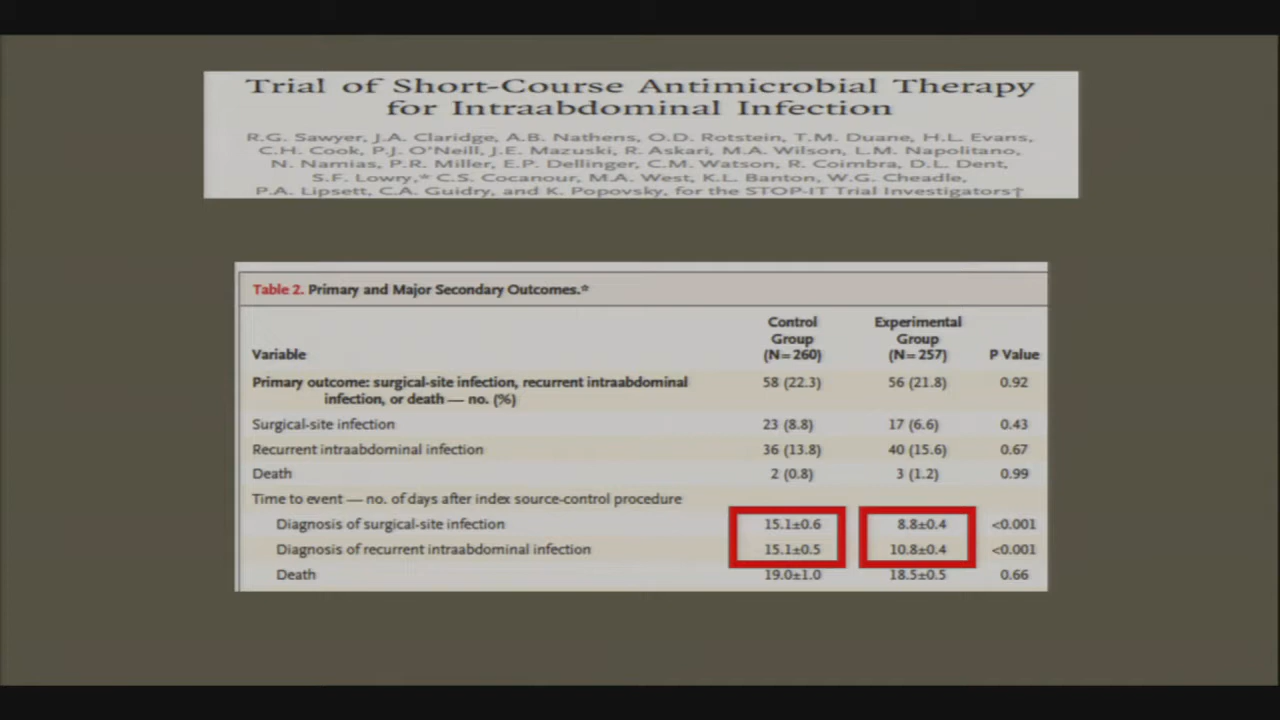 Trial of Short-Course Antimicrobial Therapy
for Intraabdominal Infection
R.G. Sawyer, J.A. Claridge, A.B. Nathens, O.D. Rotstein, T.M. Duane, H.L. Evans,
C.H. Cook, P.J. O'Neill, J.E. Mazuski, R. Askari, M.A. Wilson, L.M. Napolitano,
N. Namias, P.R. Miller, E.P. Dellinger, C.M. Watson, R. Coimbra, D.L. Dent,
S.F. Lowry,* C.S. Cocanour, M.A. West, K.L. Banton, W.G. Cheadle,
P.A. Lipsett, C.A. Guidry, and K. Popovsky, for the STOP-IT Trial Investigators†
Table 2. Primary and Major Secondary Outcomes.*
Control Experimental
Group Group
Variable (N=260) (N=257) P Value
Primary outcome: surgical-site infection, recurrent intraabdominal 58 (22.3) 56 (21.8) 0.92
infection, or death — no. (%)
Surgical-site infection 23 (8.8) 17 (6.6) 0.43
Recurrent intraabdominal infection 36 (13.8) 40 (15.6) 0.67
Death 2 (0.8) 3 (1.2) 0.99
Time to event — no. of days after index source-control procedure
Diagnosis of surgical-site infection 15.1±0.6 8.8±0.4 <0.001
Diagnosis of recurrent intraabdominal infection 15.1±0.5 10.8±0.4 <0.001
Death 19.0±1.0 18.5±0.5 0.66